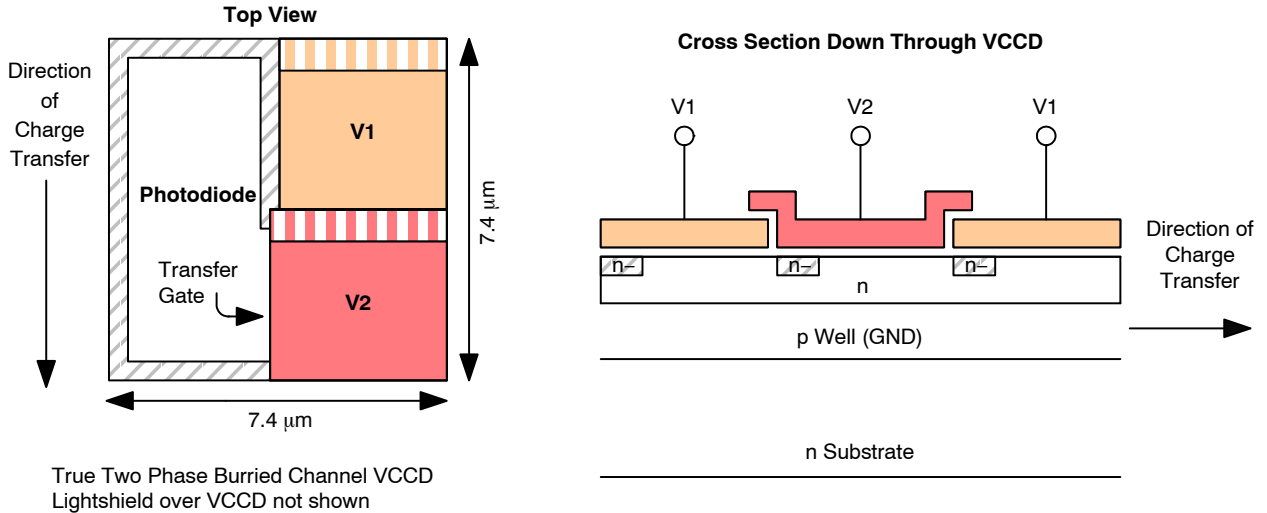 Top View
Direction
of
Charge
Transfer
V1
Photodiode
Transfer
Gate
V2
7.4 μm
7.4 μm
True Two Phase Burried Channel VCCD
Lightshield over VCCD not shown
Cross Section Down Through VCCD
V1 V2 V1
n– n– n–
n
p Well (GND)
n Substrate
Direction of
Charge
Transfer